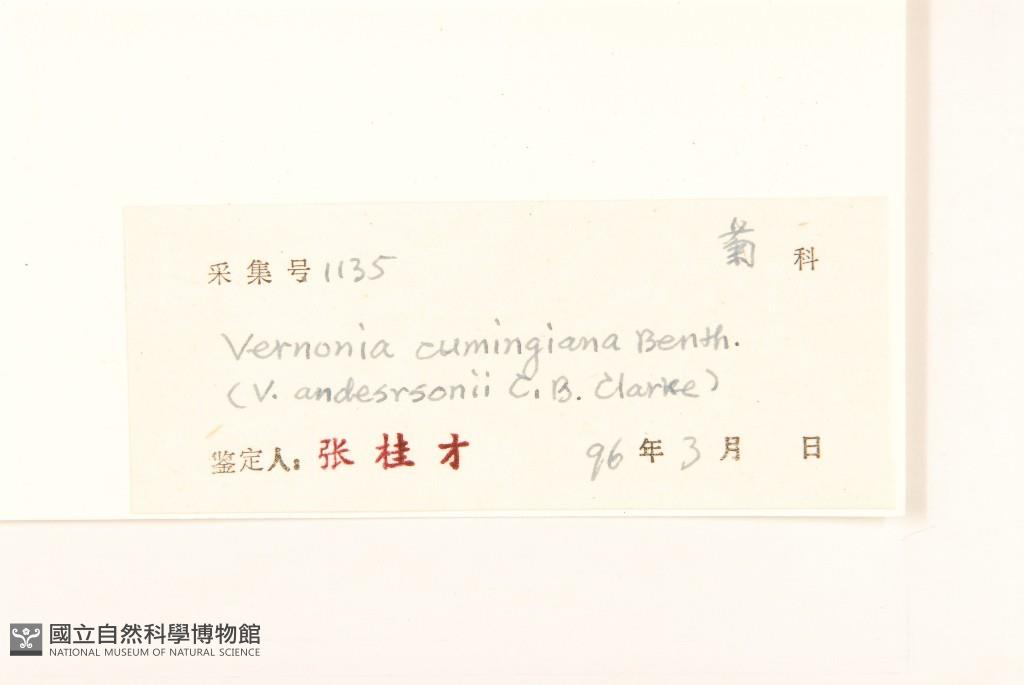 采集号 1135 菊 科
Vernonia cumingiana Benth.
(V. andesrsonii C. B. Clarke)
鉴定人: 张桂才 96 年 3 月 日
國立自然科學博物館
NATIONAL MUSEUM OF NATURAL SCIENCE